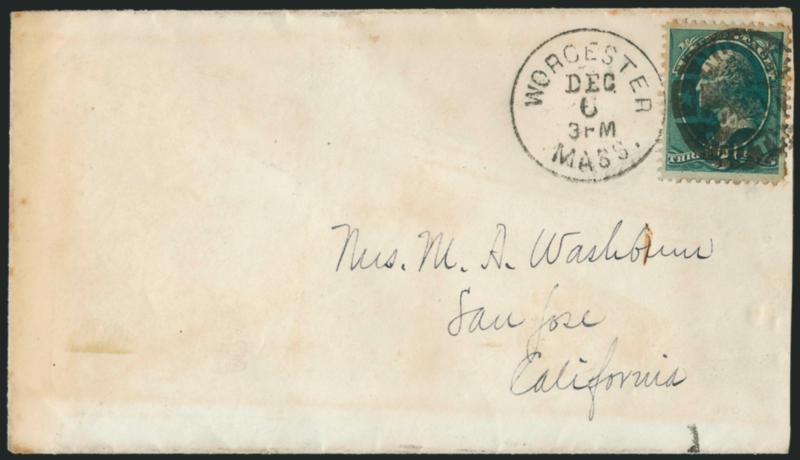 WORCESTER
DEC
6
3PM
MASS.
Mrs. M. A. Washburn
San Jose
California